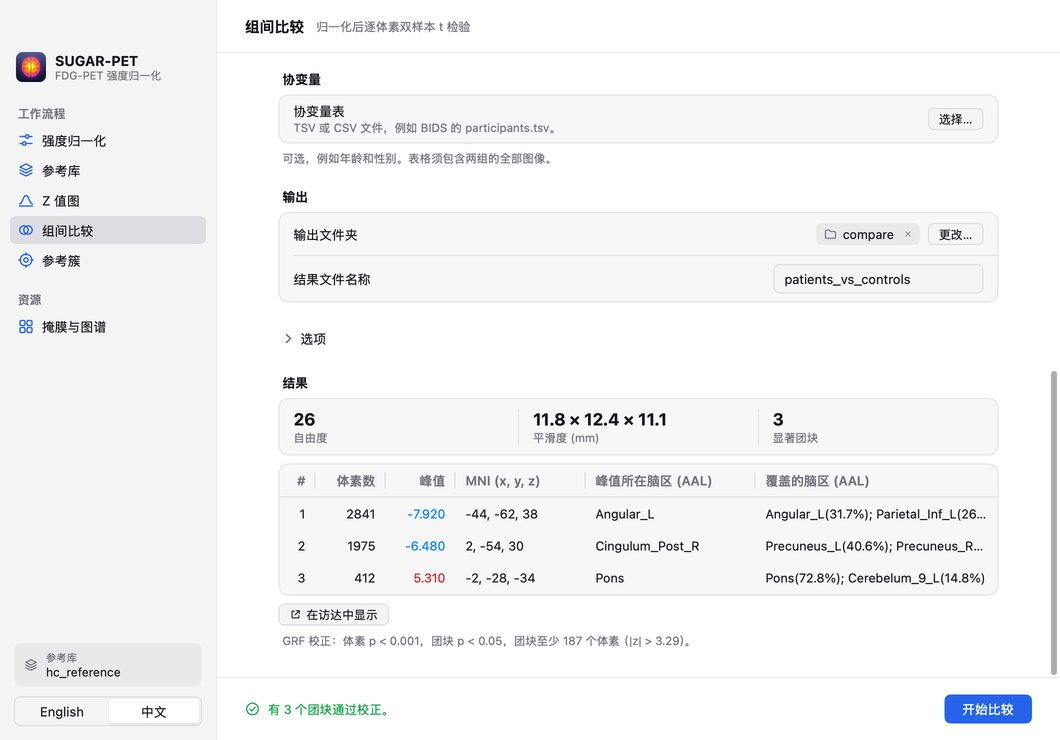 SUGAR-PET
FDG-PET 强度归一化
工作流程
强度归一化
参考库
Z 值图
组间比较
参考簇
资源
掩膜与图谱
参考库
hc_reference
English 中文
组间比较 归一化后逐体素双样本 t 检验
协变量
协变量表
TSV 或 CSV 文件，例如 BIDS 的 participants.tsv。
选择...
可选，例如年龄和性别。表格须包含两组的全部图像。
输出
输出文件夹 compare × 更改...
结果文件名称 patients_vs_controls
选项
结果
26 11.8 × 12.4 × 11.1 3
自由度 平滑度 (mm) 显著团块
# 体素数 峰值 MNI (x, y, z) 峰值所在脑区 (AAL) 覆盖的脑区 (AAL)
1 2841 -7.920 -44, -62, 38 Angular_L Angular_L(31.7%); Parietal_Inf_L(26...
2 1975 -6.480 2, -54, 30 Cingulum_Post_R Precuneus_L(40.6%); Precuneus_R...
3 412 5.310 -2, -28, -34 Pons Pons(72.8%); Cerebelum_9_L(14.8%)
在访达中显示
GRF 校正：体素 p < 0.001，团块 p < 0.05，团块至少 187 个体素（|z| > 3.29）。
有 3 个团块通过校正。
开始比较